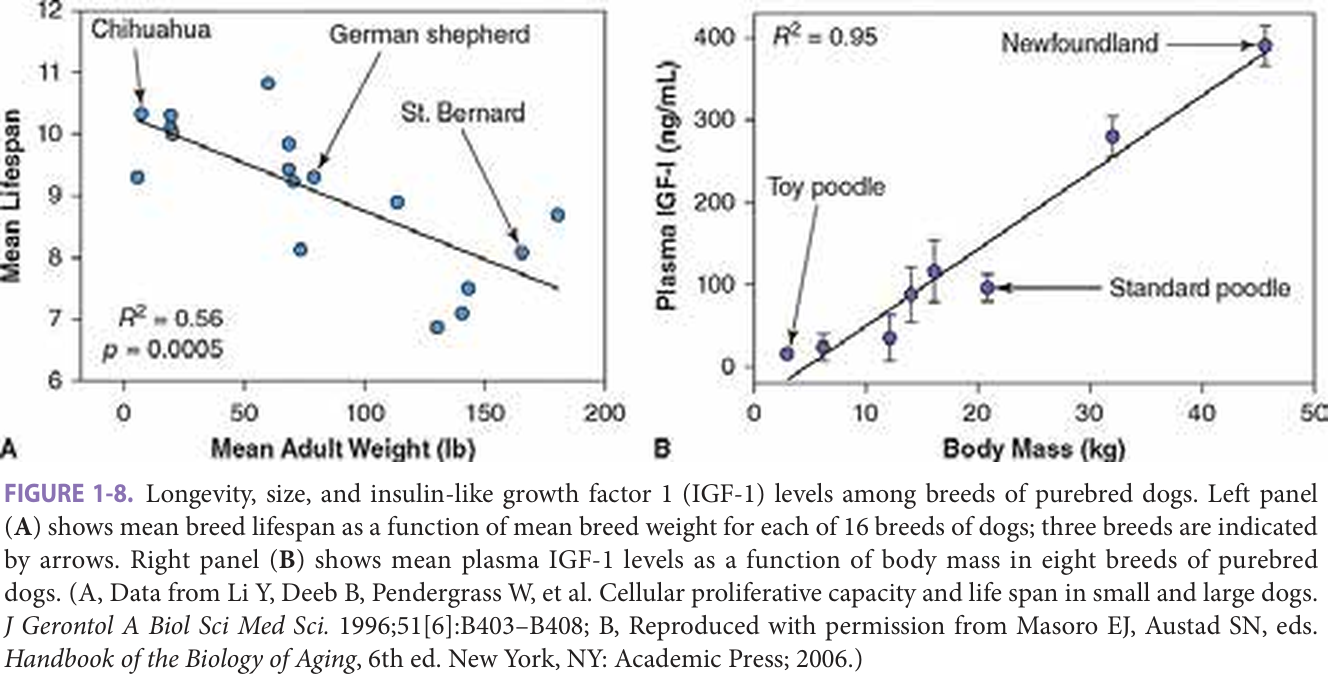 12
11
10
9
8
7
6
Mean Lifespan
Chihuahua
German shepherd
St. Bernard
R² = 0.56
p = 0.0005
0 50 100 150 200
Mean Adult Weight (lb)
A
400
300
200
100
0
Plasma IGF-I (ng/mL)
R² = 0.95
Newfoundland
Toy poodle
Standard poodle
0 10 20 30 40 50
Body Mass (kg)
B
FIGURE 1-8. Longevity, size, and insulin-like growth factor 1 (IGF-1) levels among breeds of purebred dogs. Left panel
(A) shows mean breed lifespan as a function of mean breed weight for each of 16 breeds of dogs; three breeds are indicated
by arrows. Right panel (B) shows mean plasma IGF-1 levels as a function of body mass in eight breeds of purebred
dogs. (A, Data from Li Y, Deeb B, Pendergrass W, et al. Cellular proliferative capacity and life span in small and large dogs.
J Gerontol A Biol Sci Med Sci. 1996;51[6]:B403–B408; B, Reproduced with permission from Masoro EJ, Austad SN, eds.
Handbook of the Biology of Aging, 6th ed. New York, NY: Academic Press; 2006.)